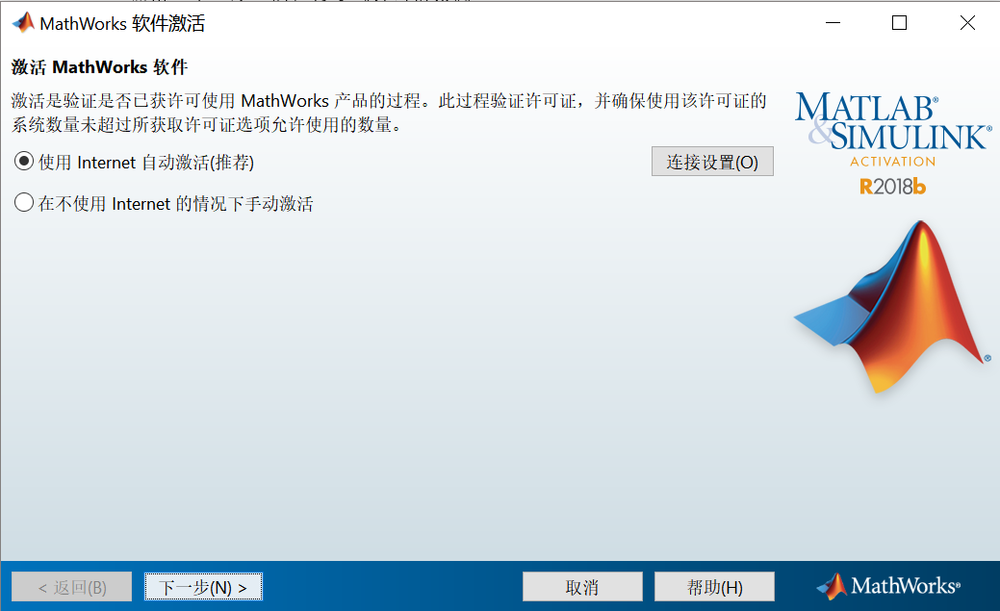 MathWorks 软件激活
激活 MathWorks 软件
激活是验证是否已获许可使用 MathWorks 产品的过程。此过程验证许可证，并确保使用该许可证的
系统数量未超过所获取许可证选项允许使用的数量。
使用 Internet 自动激活(推荐)
连接设置(O)
在不使用 Internet 的情况下手动激活
MATLAB®
&SIMULINK®
ACTIVATION
R2018b
®
< 返回(B)
下一步(N) >
取消
帮助(H)
MathWorks®